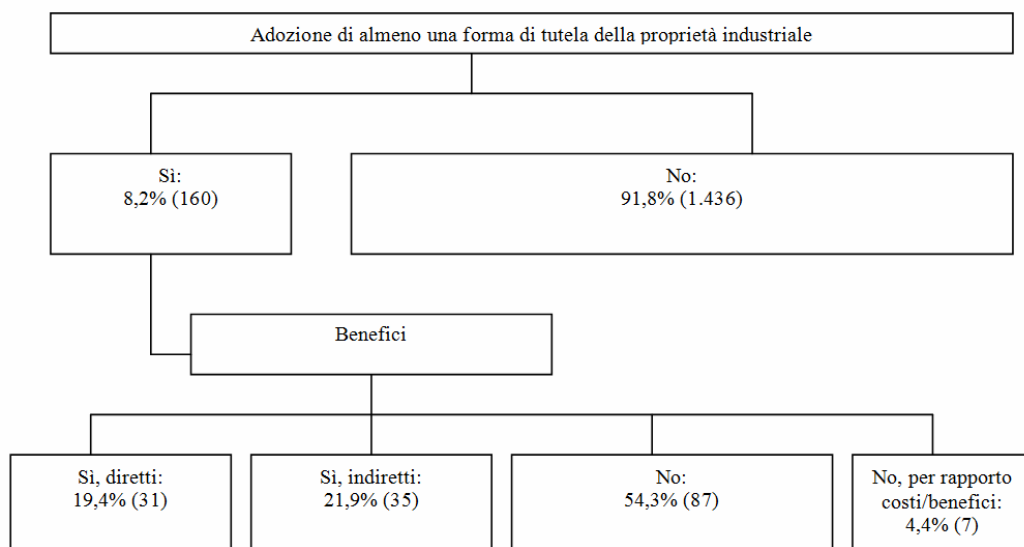 Adozione di almeno una forma di tutela della proprietà industriale
Sì:
8,2% (160)
No:
91,8% (1.436)
Benefici
Sì, diretti:
19,4% (31)
Sì, indiretti:
21,9% (35)
No:
54,3% (87)
No, per rapporto
costi/benefici:
4,4% (7)